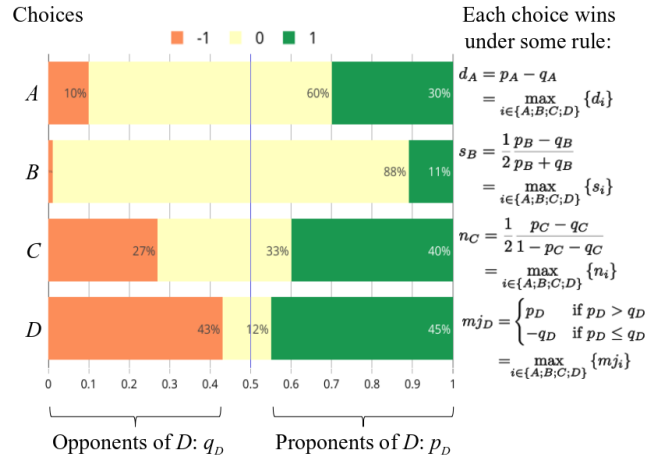 Choices
Each choice wins
under some rule:
-1 0 1
A
10% 60% 30%
d_A = p_A − q_A
= max_{i∈{A;B;C;D}} {d_i}
B
88% 11%
s_B = 1/2 (p_B − q_B)/(p_B + q_B)
= max_{i∈{A;B;C;D}} {s_i}
C
27% 33% 40%
n_C = 1/2 (p_C − q_C)/(1 − p_C − q_C)
= max_{i∈{A;B;C;D}} {n_i}
D
43% 12% 45%
mj_D = { p_D if p_D > q_D
−q_D if p_D ≤ q_D
= max_{i∈{A;B;C;D}} {mj_i}
0 0.1 0.2 0.3 0.4 0.5 0.6 0.7 0.8 0.9 1
Opponents of D: q_D Proponents of D: p_D